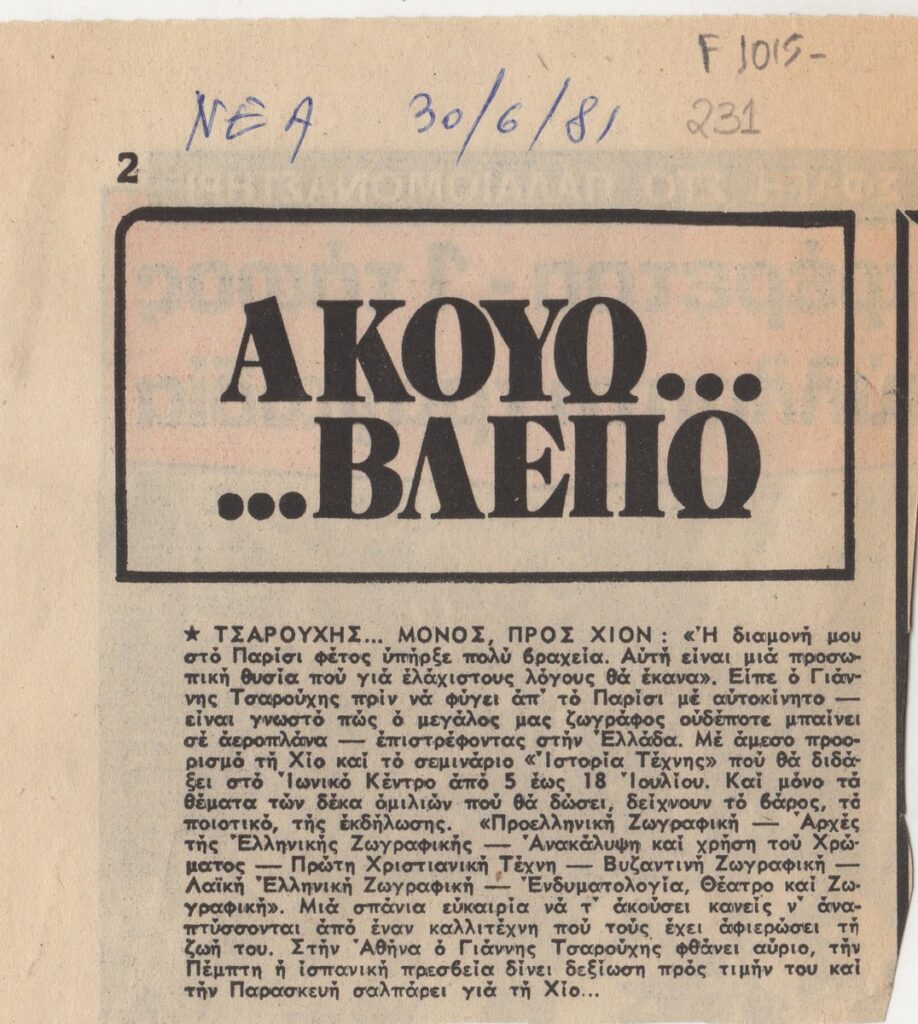 F 1015-
231
ΝΕΑ 30/6/81
2
ΑΚΟΥΩ...
...ΒΛΕΠΩ
★ ΤΣΑΡΟΥΧΗΣ... ΜΟΝΟΣ, ΠΡΟΣ ΧΙΟΝ : «Ἡ διαμονή μου
στό Παρίσι φέτος ὑπῆρξε πολύ βραχεία. Αὐτή εἶναι μιά προσω-
πική θυσία πού γιά ἐλάχιστους λόγους θά ἔκανα». Εἶπε ὁ Γιάν-
νης Τσαρούχης πρίν νά φύγει ἀπ' τό Παρίσι μέ αὐτοκίνητο —
εἶναι γνωστό πώς ὁ μεγάλος μας ζωγράφος οὐδέποτε μπαίνει
σέ ἀεροπλάνα — ἐπιστρέφοντας στήν Ἑλλάδα. Μέ ἄμεσο προο-
ρισμό τή Χίο καί τό σεμινάριο «Ἱστορία Τέχνης» πού θά διδά-
ξει στό Ἰωνικό Κέντρο ἀπό 5 ἕως 18 Ἰουλίου. Καί μόνο τά
θέματα τῶν δέκα ὁμιλιῶν πού θά δώσει, δείχνουν τό βάρος, τό
ποιοτικό, τῆς ἐκδήλωσης. «Προελληνική Ζωγραφική — Ἀρχές
τῆς Ἑλληνικῆς Ζωγραφικῆς — Ἀνακάλυψη καί χρήση τοῦ Χρώ-
ματος — Πρώτη Χριστιανική Τέχνη — Βυζαντινή Ζωγραφική —
Λαϊκή Ἑλληνική Ζωγραφική — Ἐνδυματολογία, Θέατρο καί Ζω-
γραφική». Μιά σπάνια εὐκαιρία νά τ' ἀκούσει κανείς ν' ἀνα-
πτύσσονται ἀπό ἕναν καλλιτέχνη πού τούς ἔχει ἀφιερώσει τή
ζωή του. Στήν Ἀθήνα ὁ Γιάννης Τσαρούχης φθάνει αὔριο, τήν
Πέμπτη ἡ ἱσπανική πρεσβεία δίνει δεξίωση πρός τιμήν του καί
τήν Παρασκευή σαλπάρει γιά τή Χίο...